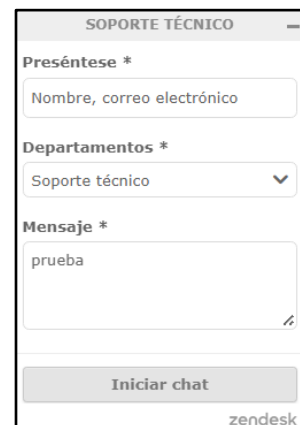 SOPORTE TÉCNICO
Preséntese *
Nombre, correo electrónico
Departamentos *
Soporte técnico
Mensaje *
prueba
Iniciar chat
zendesk